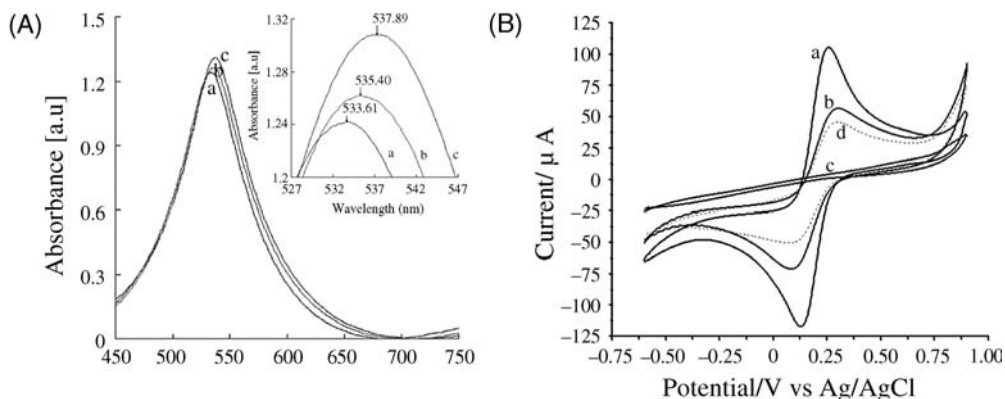 (A)
1.5
1.2
0.9
0.6
0.3
0
Absorbance [a.u]
450 500 550 600 650 700 750
c
b
a
1.32
1.28
1.24
1.2
Absorbance [a.u]
537.89
535.40
533.61
a b c
527 532 537 542 547
Wavelength (nm)
(B)
125
100
75
50
25
0
−25
−50
−75
−100
−125
Current/ μ A
a
b
d
c
−0.75 −0.50 −0.25 0 0.25 0.50 0.75 1.00
Potential/V vs Ag/AgCl